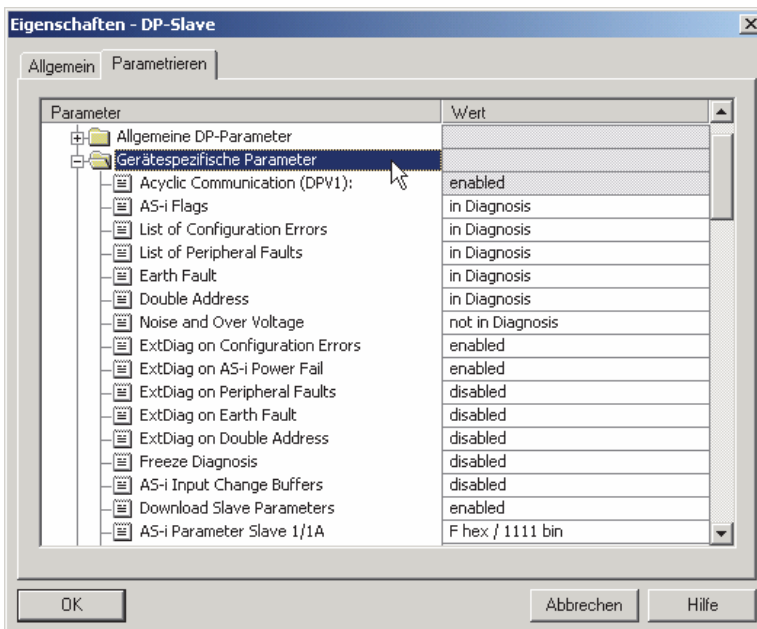 Eigenschaften - DP-Slave
Allgemein Parametrieren
Parameter Wert
Allgemeine DP-Parameter
Gerätespezifische Parameter
Acyclic Communication (DPV1): enabled
AS-i Flags in Diagnosis
List of Configuration Errors in Diagnosis
List of Peripheral Faults in Diagnosis
Earth Fault in Diagnosis
Double Address in Diagnosis
Noise and Over Voltage not in Diagnosis
ExtDiag on Configuration Errors enabled
ExtDiag on AS-i Power Fail enabled
ExtDiag on Peripheral Faults disabled
ExtDiag on Earth Fault disabled
ExtDiag on Double Address disabled
Freeze Diagnosis disabled
AS-i Input Change Buffers disabled
Download Slave Parameters enabled
AS-i Parameter Slave 1/1A F hex / 1111 bin
OK Abbrechen Hilfe